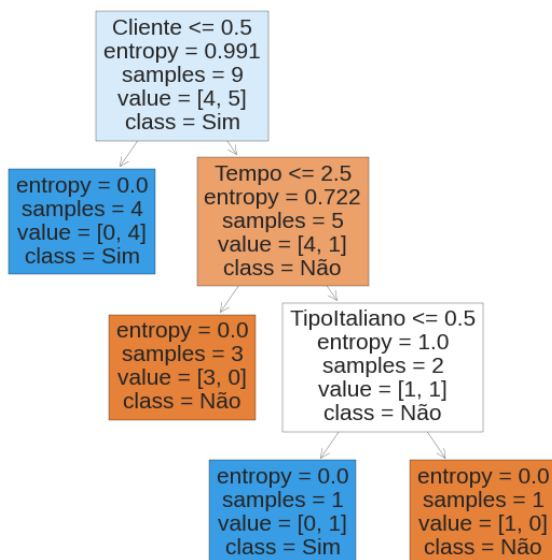 Cliente <= 0.5
entropy = 0.991
samples = 9
value = [4, 5]
class = Sim
entropy = 0.0
samples = 4
value = [0, 4]
class = Sim
Tempo <= 2.5
entropy = 0.722
samples = 5
value = [4, 1]
class = Não
entropy = 0.0
samples = 3
value = [3, 0]
class = Não
TipoItaliano <= 0.5
entropy = 1.0
samples = 2
value = [1, 1]
class = Não
entropy = 0.0
samples = 1
value = [0, 1]
class = Sim
entropy = 0.0
samples = 1
value = [1, 0]
class = Não